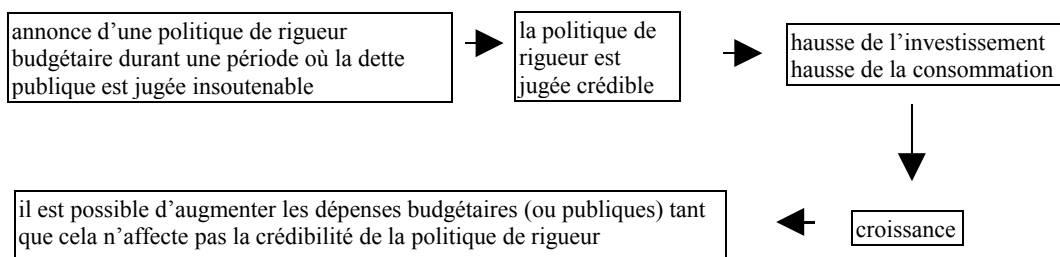 annonce d’une politique de rigueur
budgétaire durant une période où la dette
publique est jugée insoutenable
la politique de
rigueur est
jugée crédible
hausse de l’investissement
hausse de la consommation
croissance
il est possible d’augmenter les dépenses budgétaires (ou publiques) tant
que cela n’affecte pas la crédibilité de la politique de rigueur